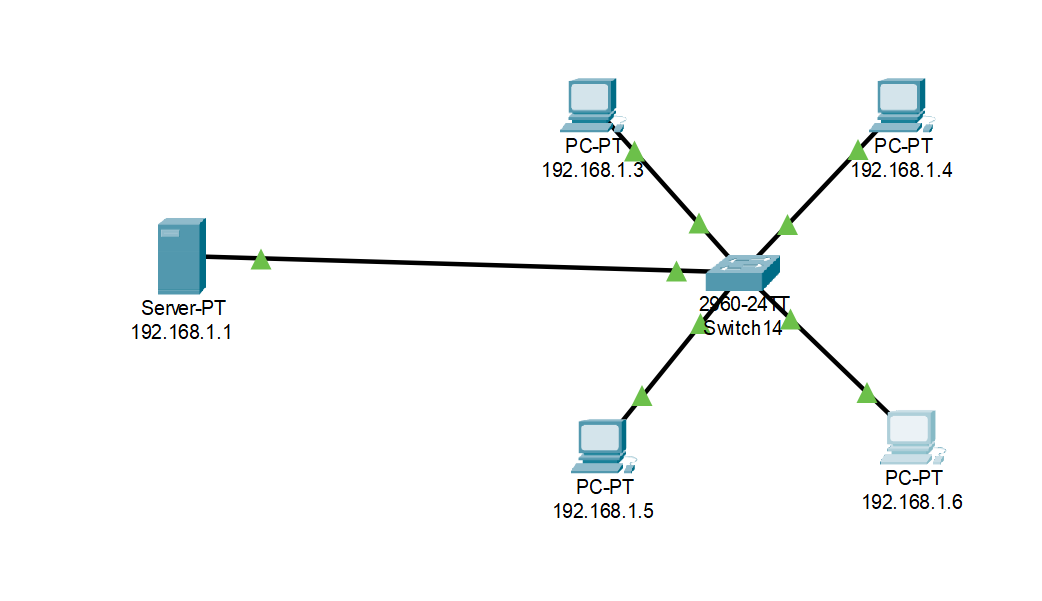 PC-PT
192.168.1.3
PC-PT
192.168.1.4
Server-PT
192.168.1.1
2960-24TT
Switch14
PC-PT
192.168.1.5
PC-PT
192.168.1.6